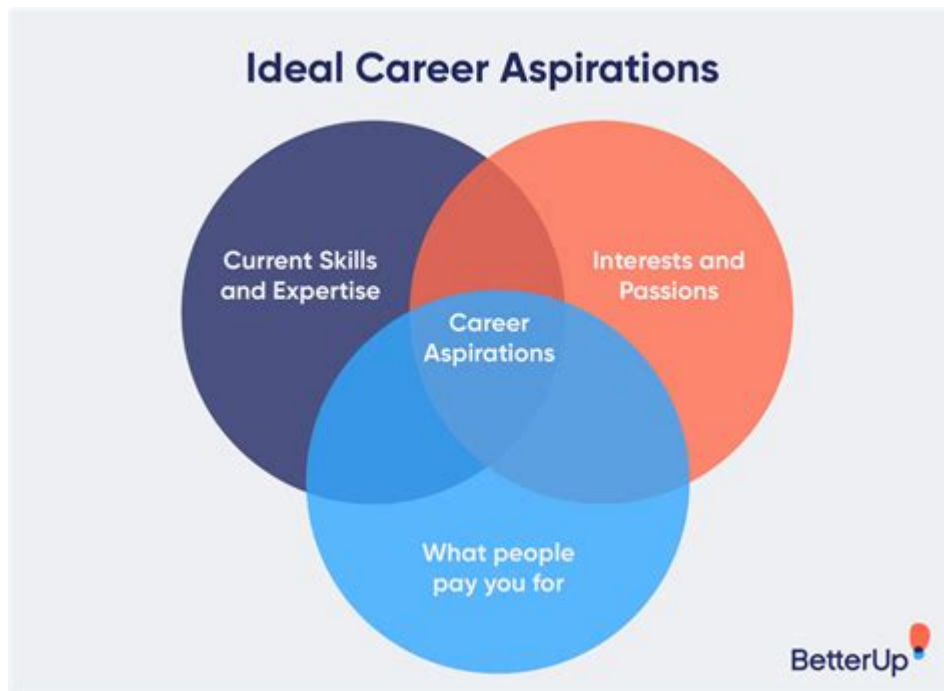 Ideal Career Aspirations
Current Skills
and Expertise
Interests and
Passions
Career
Aspirations
What people
pay you for
BetterUp